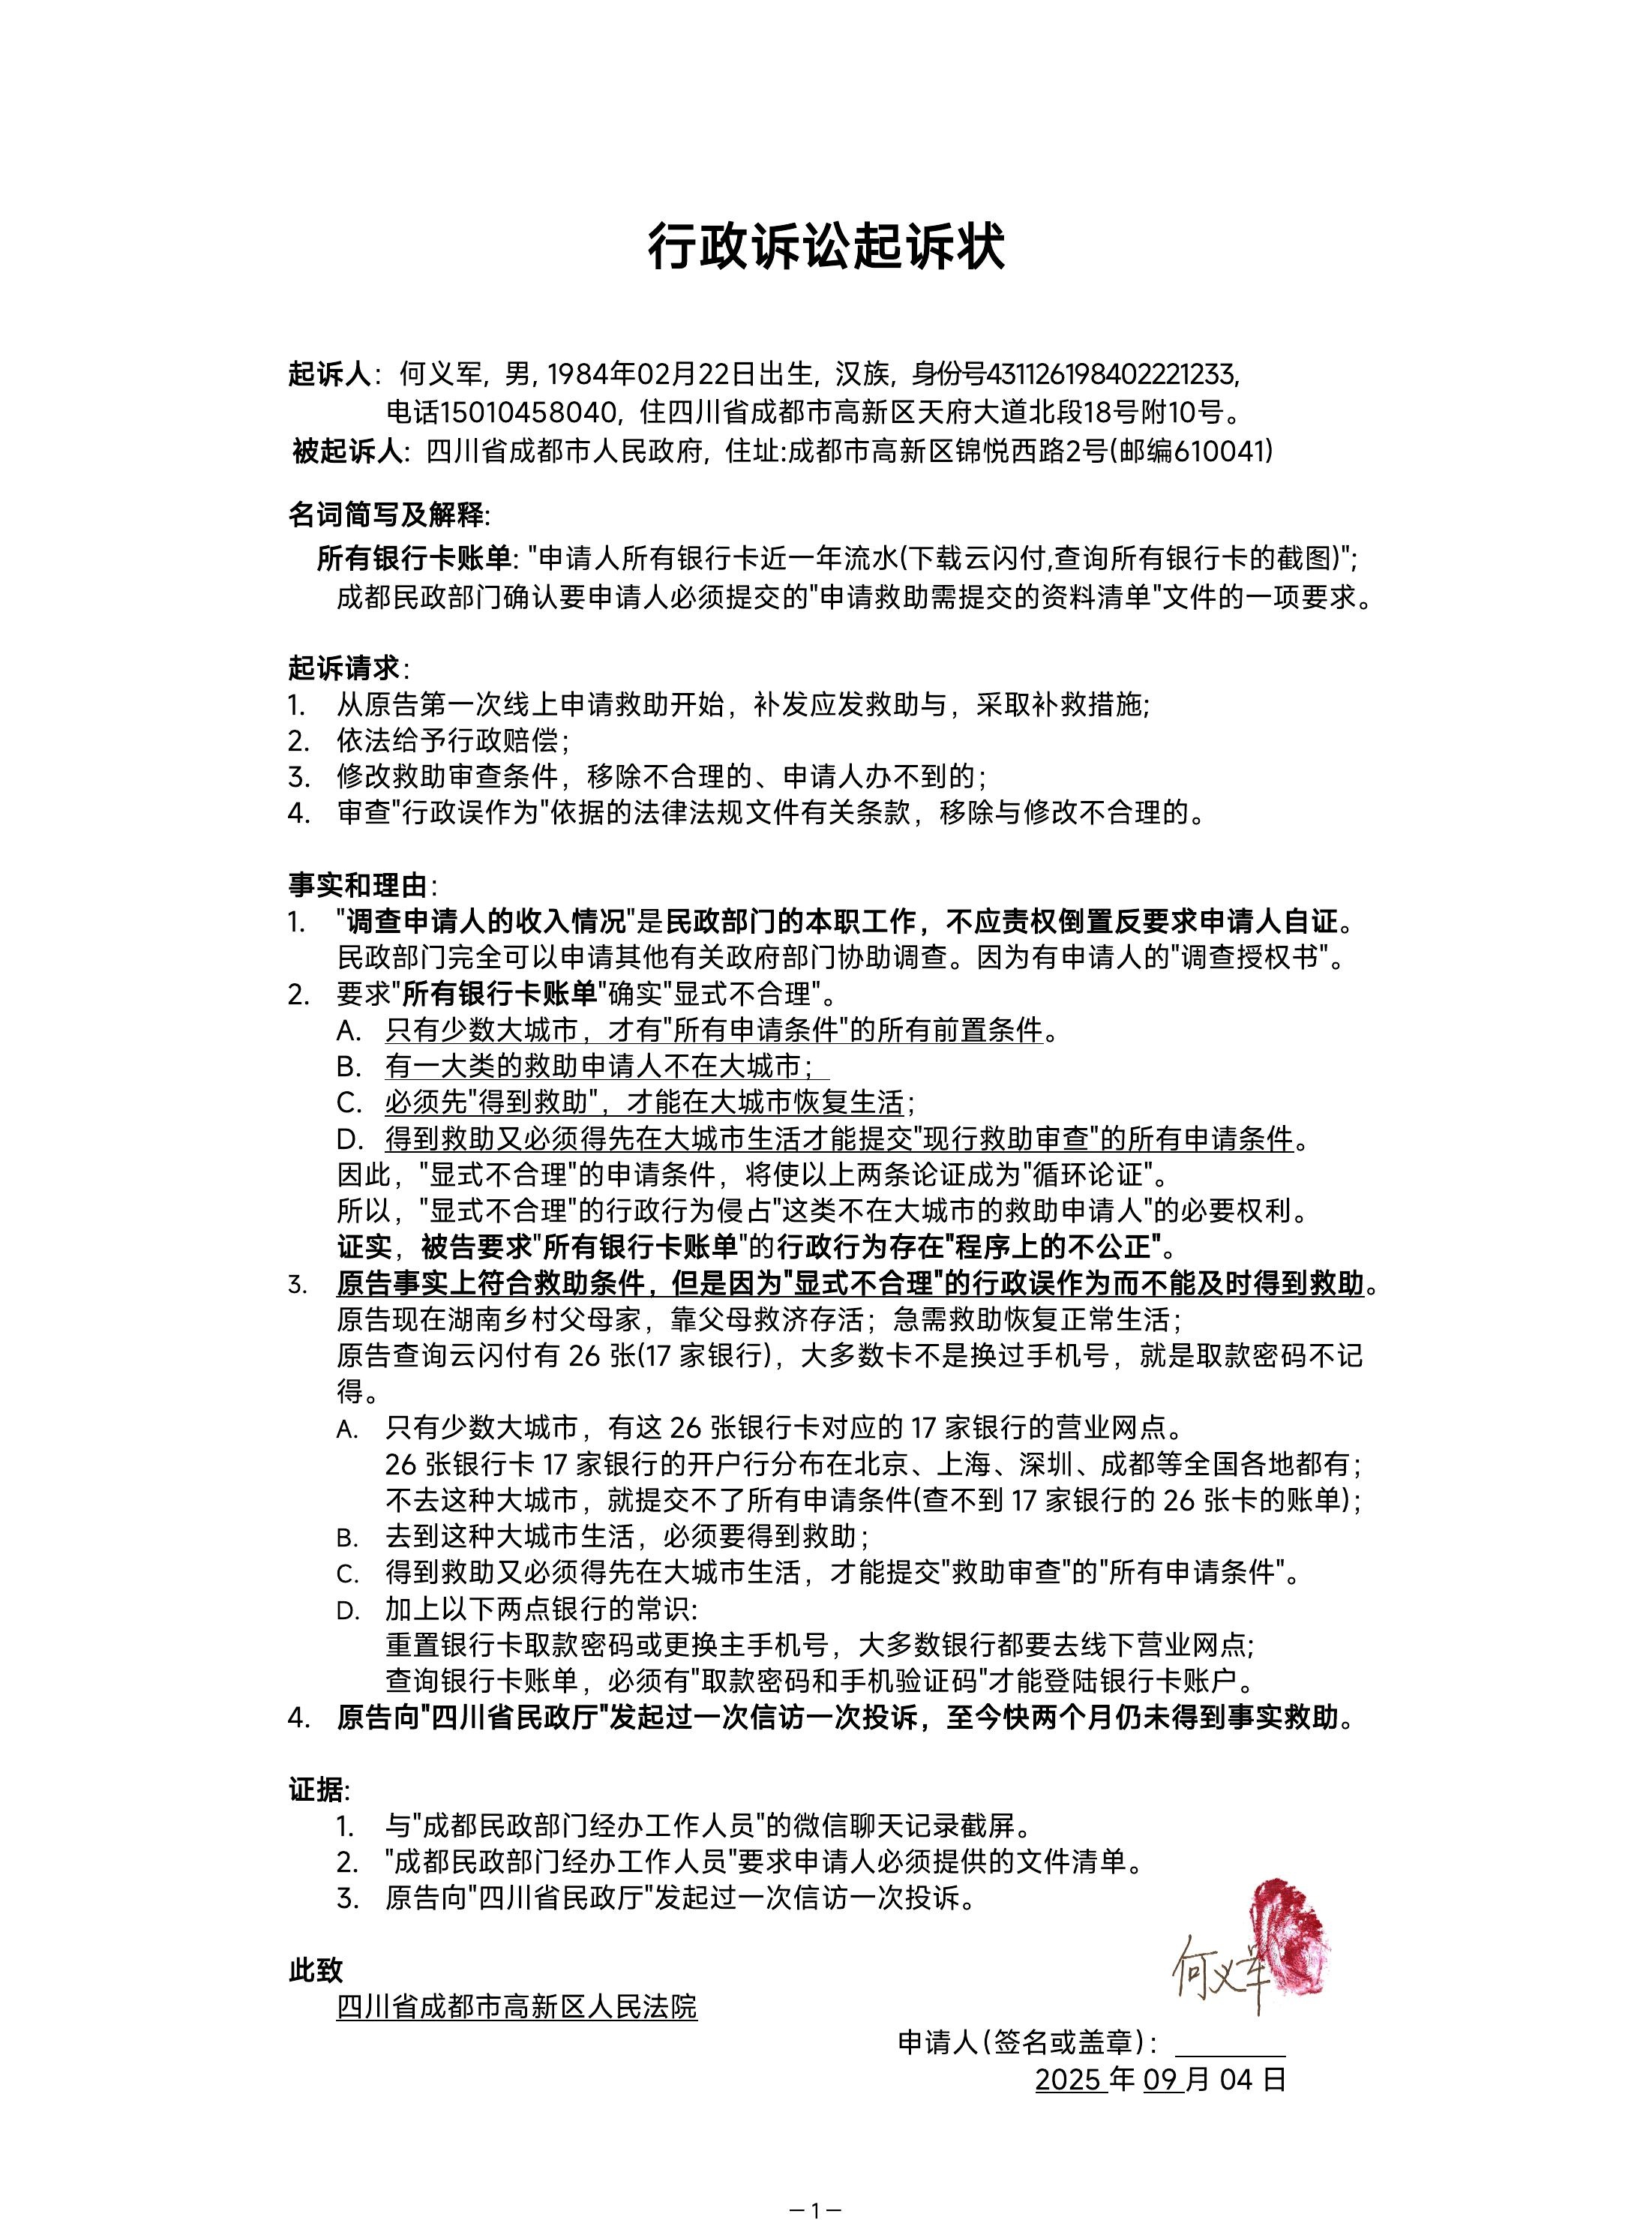 行政诉讼起诉状
起诉人：何义军, 男, 1984年02月22日出生, 汉族, 身份号431126198402221233,
电话15010458040, 住四川省成都市高新区天府大道北段18号附10号。
被起诉人: 四川省成都市人民政府, 住址:成都市高新区锦悦西路2号(邮编610041)
名词简写及解释:
所有银行卡账单: "申请人所有银行卡近一年流水(下载云闪付,查询所有银行卡的截图)";
成都民政部门确认要申请人必须提交的"申请救助需提交的资料清单"文件的一项要求。
起诉请求：
1. 从原告第一次线上申请救助开始，补发应发救助与，采取补救措施;
2. 依法给予行政赔偿；
3. 修改救助审查条件，移除不合理的、申请人办不到的；
4. 审查"行政误作为"依据的法律法规文件有关条款，移除与修改不合理的。
事实和理由：
1. "调查申请人的收入情况"是民政部门的本职工作，不应责权倒置反要求申请人自证。
民政部门完全可以申请其他有关政府部门协助调查。因为有申请人的"调查授权书"。
2. 要求"所有银行卡账单"确实"显式不合理"。
A. 只有少数大城市，才有"所有申请条件"的所有前置条件。
B. 有一大类的救助申请人不在大城市；
C. 必须先"得到救助"，才能在大城市恢复生活；
D. 得到救助又必须得先在大城市生活才能提交"现行救助审查"的所有申请条件。
因此，"显式不合理"的申请条件，将使以上两条论证成为"循环论证"。
所以，"显式不合理"的行政行为侵占"这类不在大城市的救助申请人"的必要权利。
证实，被告要求"所有银行卡账单"的行政行为存在"程序上的不公正"。
3. 原告事实上符合救助条件，但是因为"显式不合理"的行政误作为而不能及时得到救助。
原告现在湖南乡村父母家，靠父母救济存活；急需救助恢复正常生活；
原告查询云闪付有 26 张(17 家银行)，大多数卡不是换过手机号，就是取款密码不记
得。
A. 只有少数大城市，有这 26 张银行卡对应的 17 家银行的营业网点。
26 张银行卡 17 家银行的开户行分布在北京、上海、深圳、成都等全国各地都有；
不去这种大城市，就提交不了所有申请条件(查不到 17 家银行的 26 张卡的账单)；
B. 去到这种大城市生活，必须要得到救助；
C. 得到救助又必须得先在大城市生活，才能提交"救助审查"的"所有申请条件"。
D. 加上以下两点银行的常识:
重置银行卡取款密码或更换主手机号，大多数银行都要去线下营业网点;
查询银行卡账单，必须有"取款密码和手机验证码"才能登陆银行卡账户。
4. 原告向"四川省民政厅"发起过一次信访一次投诉，至今快两个月仍未得到事实救助。
证据:
1. 与"成都民政部门经办工作人员"的微信聊天记录截屏。
2. "成都民政部门经办工作人员"要求申请人必须提供的文件清单。
3. 原告向"四川省民政厅"发起过一次信访一次投诉。
何义军
此致
四川省成都市高新区人民法院
申请人（签名或盖章）：
2025 年 09 月 04 日
— 1 —